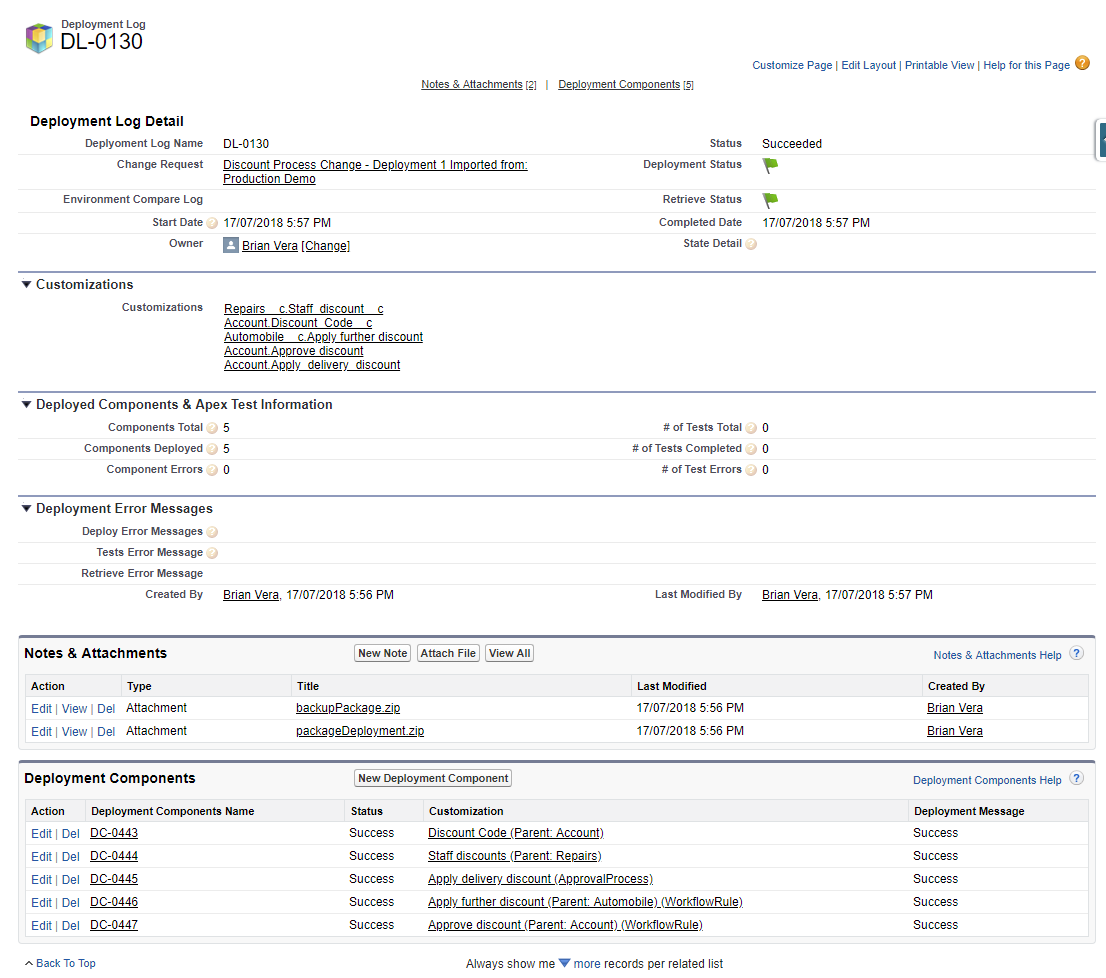 Deployment Log
DL-0130
Customize Page | Edit Layout | Printable View | Help for this Page ?
Notes & Attachments [2] | Deployment Components [5]
Deployment Log Detail
Deplyoment Log Name DL-0130 Status Succeeded
Change Request Discount Process Change - Deployment 1 Imported from: Deployment Status
Production Demo
Environment Compare Log Retrieve Status
Start Date ? 17/07/2018 5:57 PM Completed Date 17/07/2018 5:57 PM
Owner Brian Vera [Change] State Detail ?
Customizations
Customizations Repairs__c.Staff_discount__c
Account.Discount_Code__c
Automobile__c.Apply further discount
Account.Approve discount
Account.Apply_delivery_discount
Deployed Components & Apex Test Information
Components Total ? 5 # of Tests Total ? 0
Components Deployed ? 5 # of Tests Completed ? 0
Component Errors ? 0 # of Test Errors ? 0
Deployment Error Messages
Deploy Error Messages ?
Tests Error Message ?
Retrieve Error Message
Created By Brian Vera, 17/07/2018 5:56 PM Last Modified By Brian Vera, 17/07/2018 5:57 PM
Notes & Attachments New Note Attach File View All Notes & Attachments Help ?
Action Type Title Last Modified Created By
Edit | View | Del Attachment backupPackage.zip 17/07/2018 5:56 PM Brian Vera
Edit | View | Del Attachment packageDeployment.zip 17/07/2018 5:56 PM Brian Vera
Deployment Components New Deployment Component Deployment Components Help ?
Action Deployment Components Name Status Customization Deployment Message
Edit | Del DC-0443 Success Discount Code (Parent: Account) Success
Edit | Del DC-0444 Success Staff discounts (Parent: Repairs) Success
Edit | Del DC-0445 Success Apply delivery discount (ApprovalProcess) Success
Edit | Del DC-0446 Success Apply further discount (Parent: Automobile) (WorkflowRule) Success
Edit | Del DC-0447 Success Approve discount (Parent: Account) (WorkflowRule) Success
Back To Top Always show me more records per related list